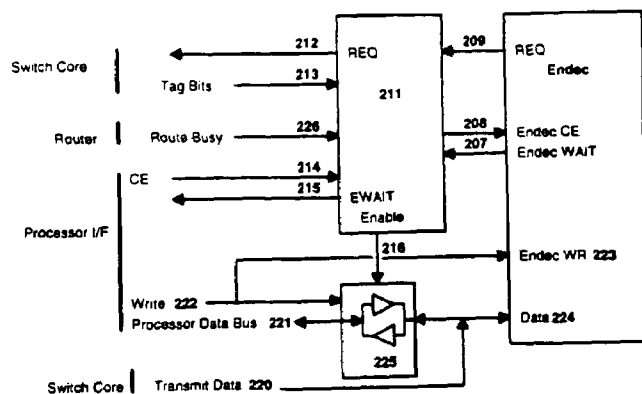 212 REQ 209 REQ
Switch Core 213 Endec
Tag Bits 211
226 208 Endec CE
Router Route Busy 207 Endec WAIT
CE 214
215 EWAIT
Enable
Processor I/F 216
Endec WR 223
Write 222
Processor Data Bus 221 Data 224
225
Switch Core Transmit Data 220